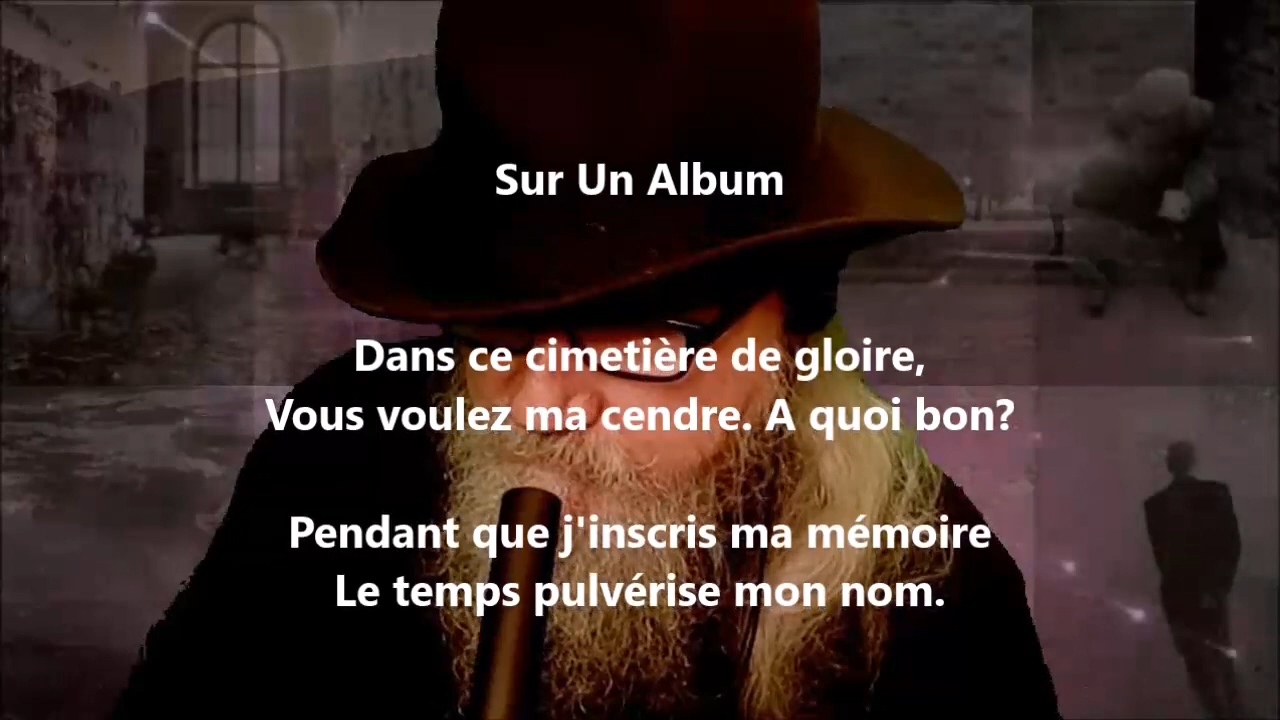 Sur Un Album
Dans ce cimetière de gloire,
Vous voulez ma cendre. A quoi bon?
Pendant que j'inscris ma mémoire
Le temps pulvérise mon nom.